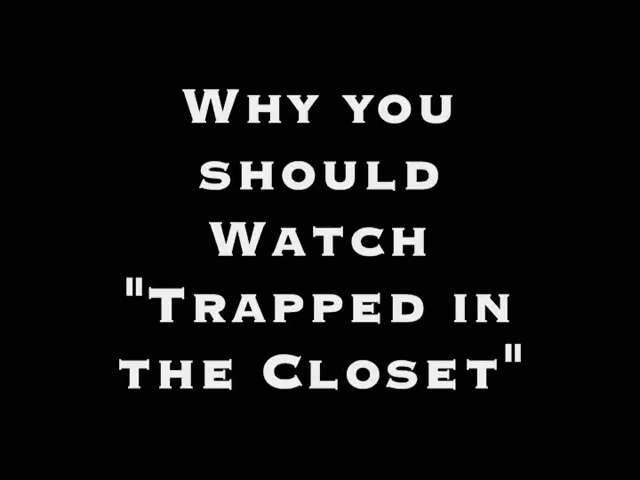 Why you
should
Watch
"Trapped in
the Closet"